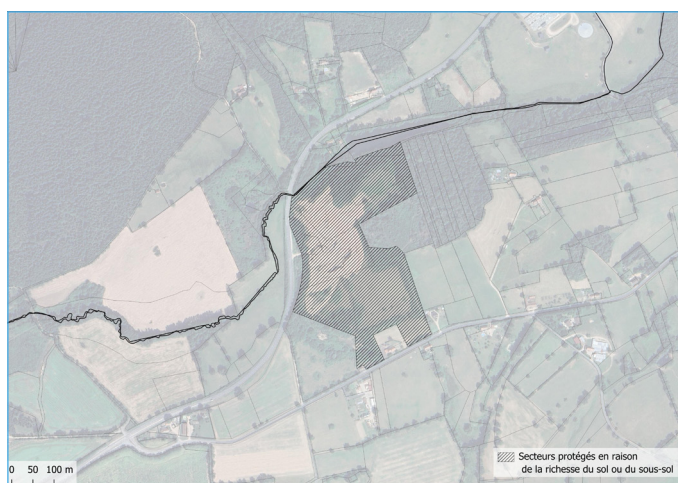 0 50 100 m
Secteurs protégés en raison
de la richesse du sol ou du sous-sol